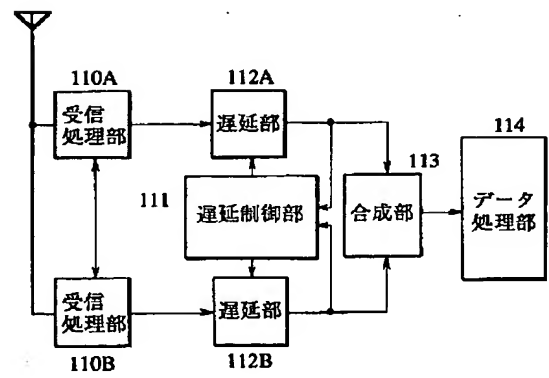 110A
受信
処理部
112A
遅延部
111
遅延制御部
113
合成部
114
データ
処理部
受信
処理部
110B
遅延部
112B